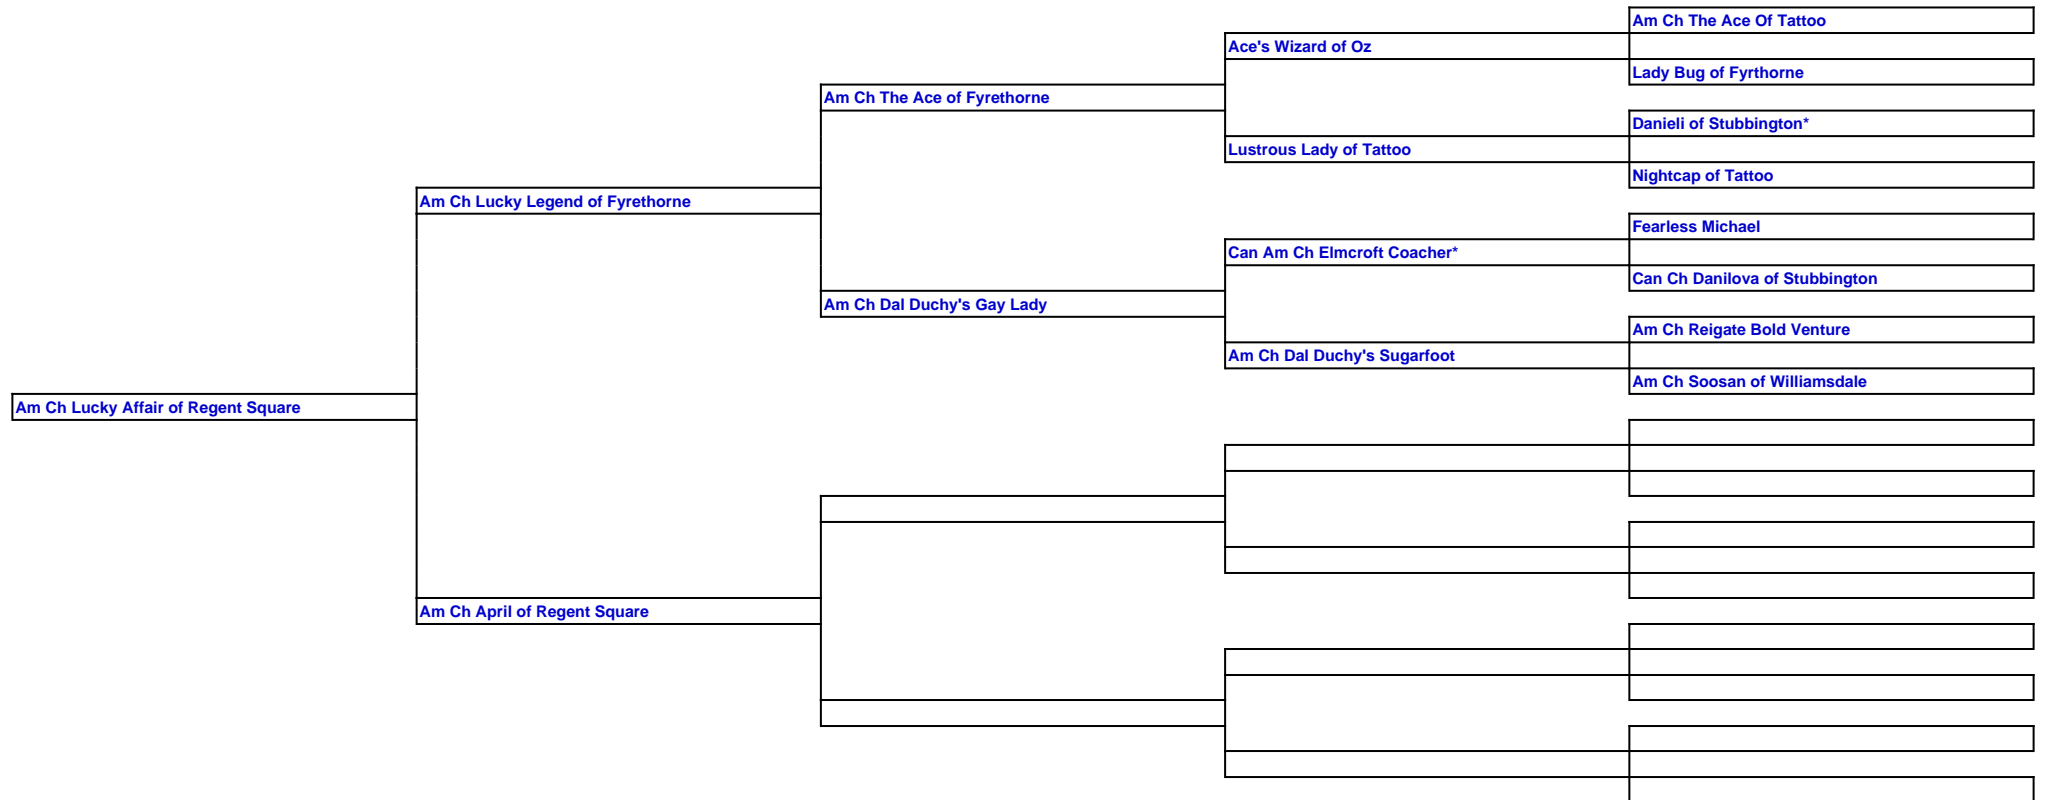 Am Ch The Ace Of Tattoo
Ace's Wizard of Oz
Lady Bug of Fyrthorne
Am Ch The Ace of Fyrethorne
Danieli of Stubbington*
Lustrous Lady of Tattoo
Nightcap of Tattoo
Am Ch Lucky Legend of Fyrethorne
Fearless Michael
Can Am Ch Elmcroft Coacher*
Can Ch Danilova of Stubbington
Am Ch Dal Duchy's Gay Lady
Am Ch Reigate Bold Venture
Am Ch Dal Duchy's Sugarfoot
Am Ch Soosan of Williamsdale
Am Ch Lucky Affair of Regent Square
Am Ch April of Regent Square